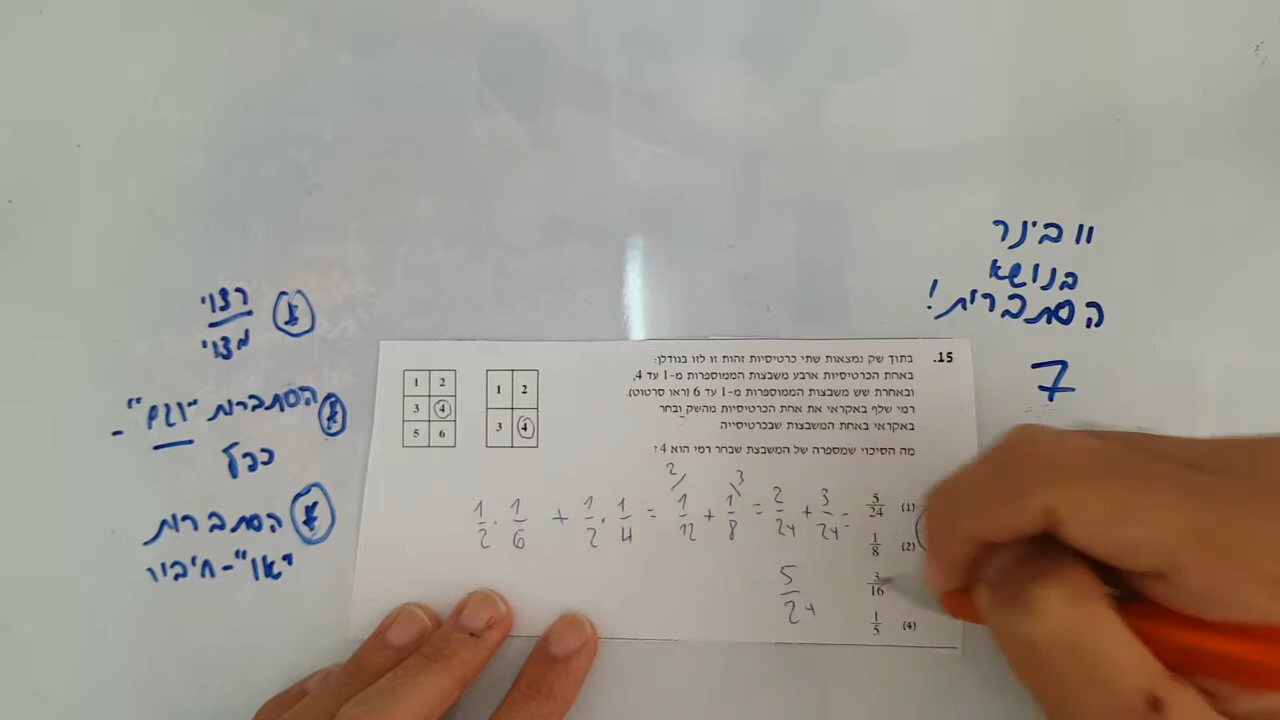 וובינר
בנושא
הסתברות!
7
רצוי
מצוי
הסתברות "וגם" -
כפל
הסתברות
"או" - חיבור
.15
בתוך שק נמצאות שתי כרטיסיות זהות זו לזו בגודלן:
באחת הכרטיסיות ארבע משבצות הממוספרות מ-1 עד 4,
ובאחרת שש משבצות הממוספרות מ-1 עד 6 (ראו סרטוט).
רמי שלף באקראי את אחת הכרטיסיות מהשק ובחר
באקראי באחת המשבצות שבכרטיסייה.
מה הסיכוי שמספרה של המשבצת שבחר רמי הוא 4?
1 2
3 4
5 6
1 2
3 4
2 3
1/2 · 1/6 + 1/2 · 1/4 = 1/12 + 1/8 = 2/24 + 3/24 =
5/24
(1) 5/24
(2) 1/8
3/16
(4) 1/5